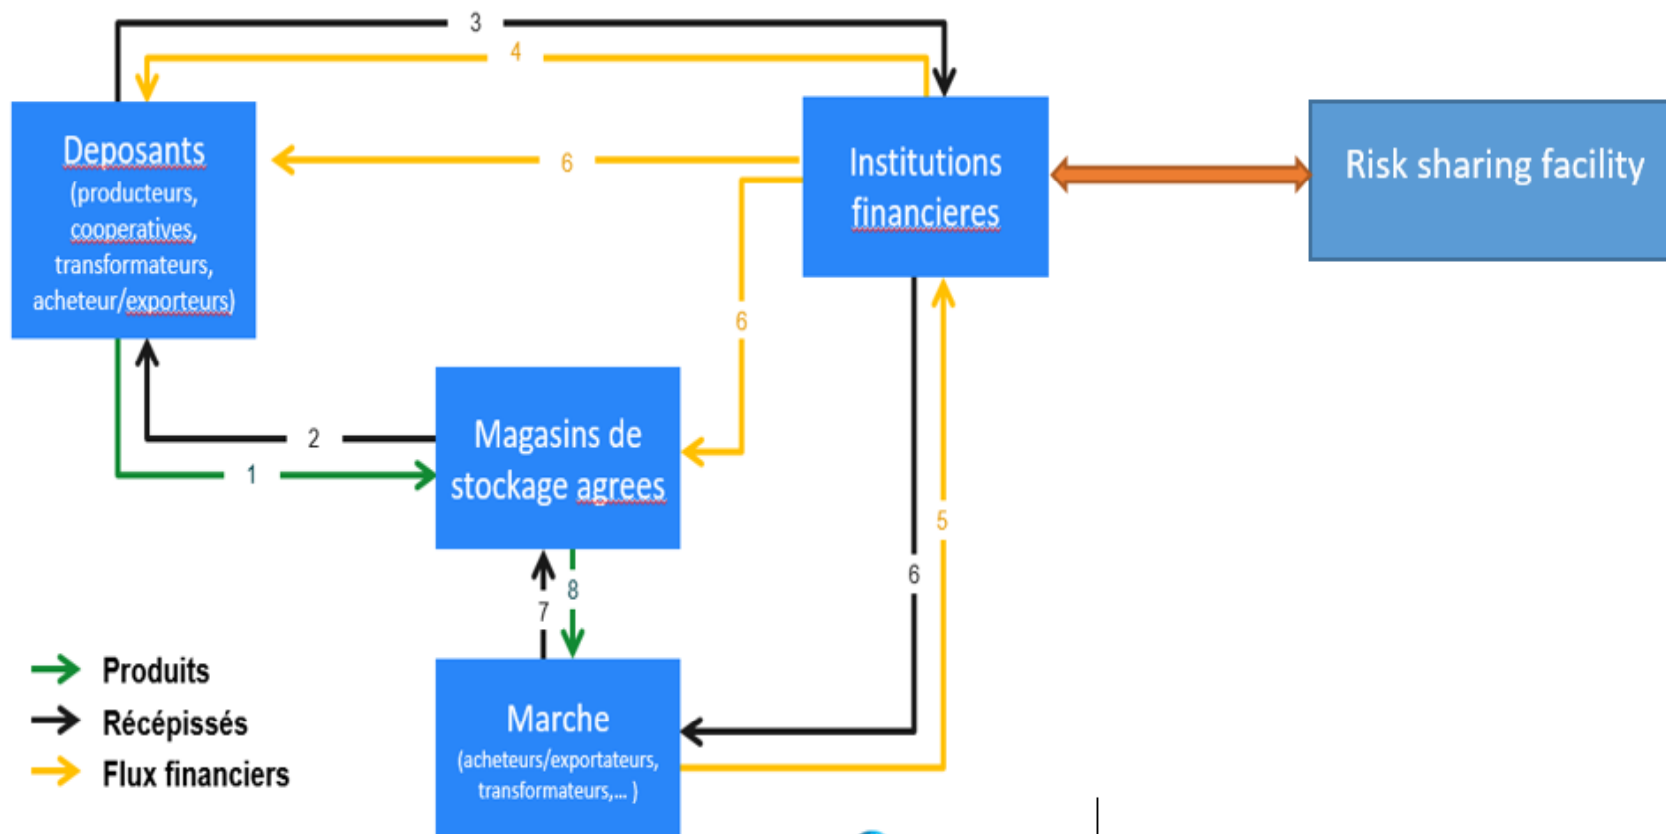 3
4
Deposants
(producteurs,
cooperatives,
transformateurs,
acheteur/exporteurs)
6
Institutions
financieres
Risk sharing facility
6
2
1
Magasins de
stockage agrees
5
6
8
7
Marche
(acheteurs/exportateurs,
transformateurs,... )
Produits
Récépissés
Flux financiers